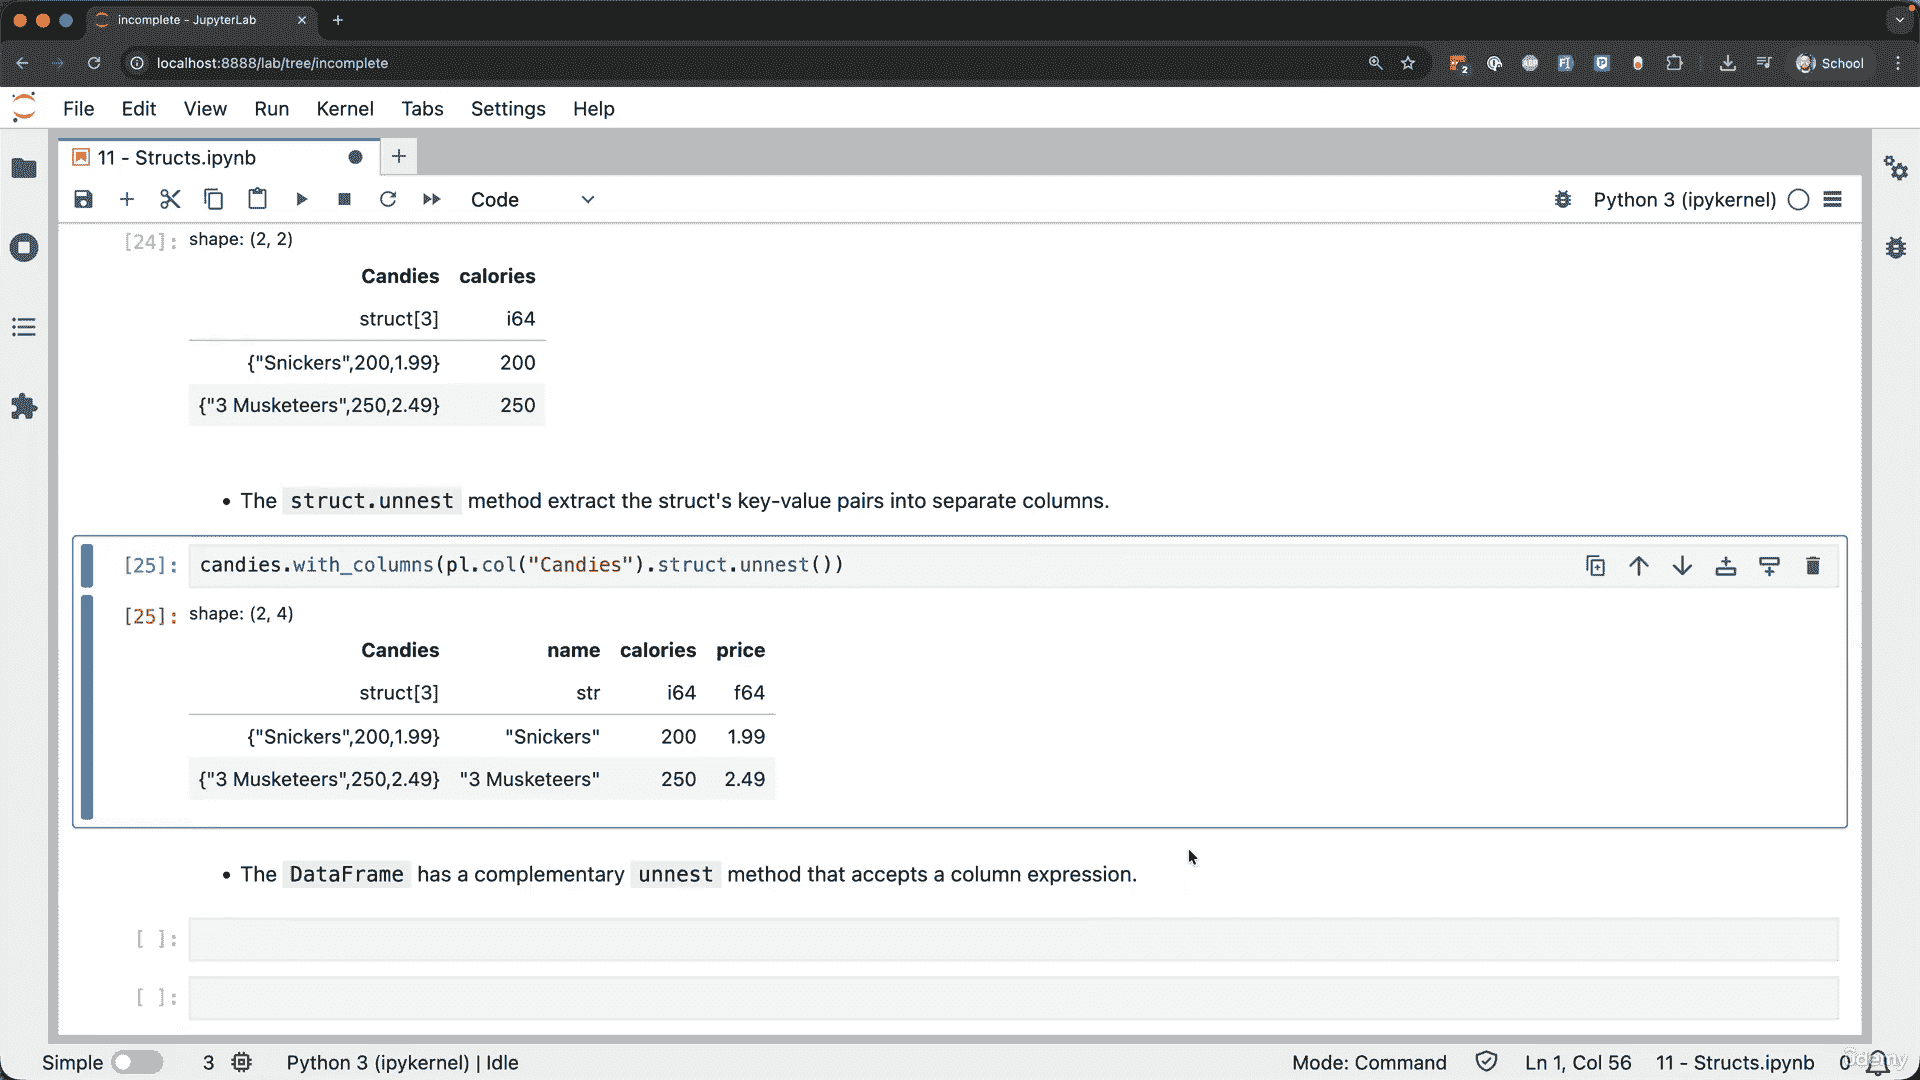 incomplete - JupyterLab
localhost:8888/lab/tree/incomplete
2
ABP
School
File Edit View Run Kernel Tabs Settings Help
11 - Structs.ipynb
Code
Python 3 (ipykernel)
[24]: shape: (2, 2)
Candies calories
struct[3] i64
{"Snickers",200,1.99} 200
{"3 Musketeers",250,2.49} 250
• The struct.unnest method extract the struct's key-value pairs into separate columns.
[25]: candies.with_columns(pl.col("Candies").struct.unnest())
[25]: shape: (2, 4)
Candies name calories price
struct[3] str i64 f64
{"Snickers",200,1.99} "Snickers" 200 1.99
{"3 Musketeers",250,2.49} "3 Musketeers" 250 2.49
• The DataFrame has a complementary unnest method that accepts a column expression.
[ ]:
[ ]:
Simple 3 Python 3 (ipykernel) | Idle Mode: Command Ln 1, Col 56 11 - Structs.ipynb 0
udemy